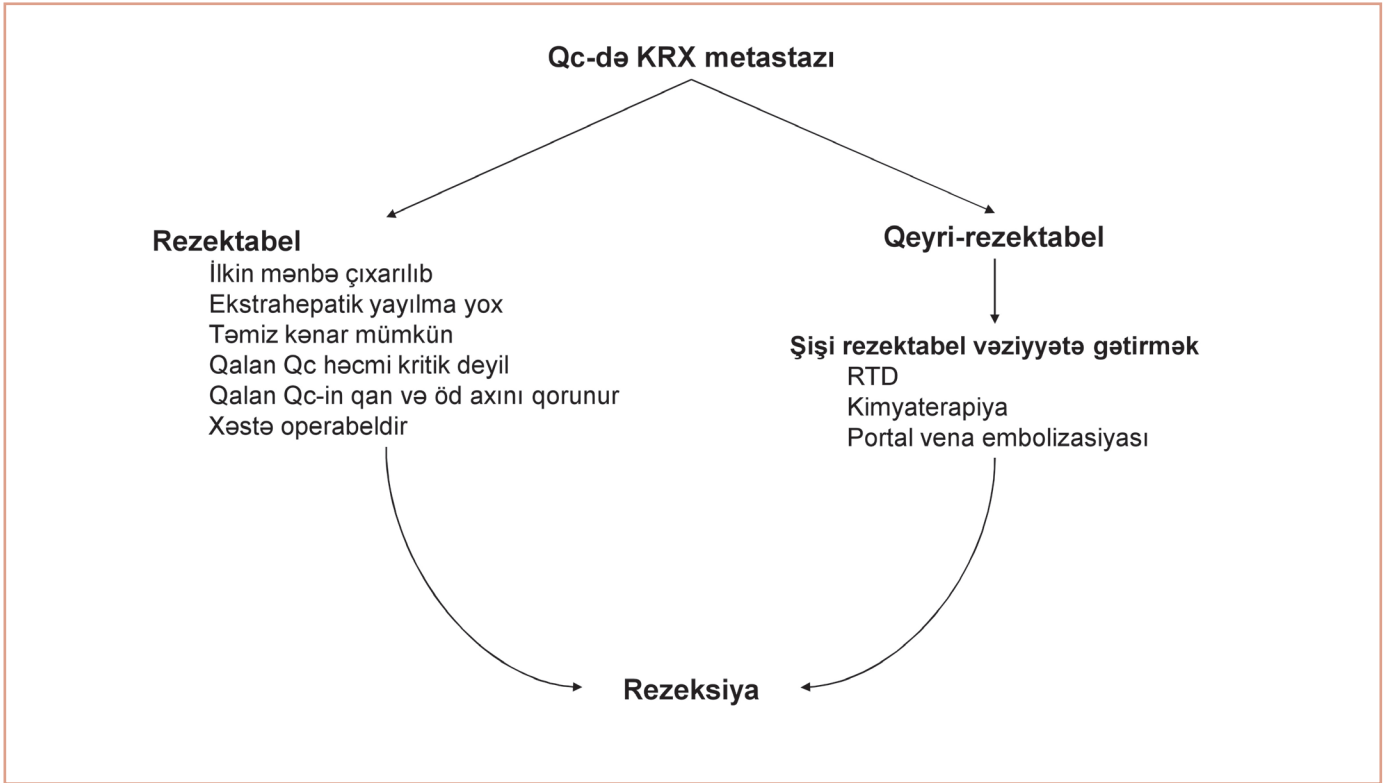 Qc-də KRX metastazı
Rezektabel
İlkin mənbə çıxarılıb
Ekstrahepatik yayılma yox
Təmiz kənar mümkün
Qalan Qc həcmi kritik deyil
Qalan Qc-in qan və öd axını qorunur
Xəstə operabeldir
Qeyri-rezektabel
Şişi rezektabel vəziyyətə gətirmək
RTD
Kimyaterapiya
Portal vena embolizasiyası
Rezeksiya